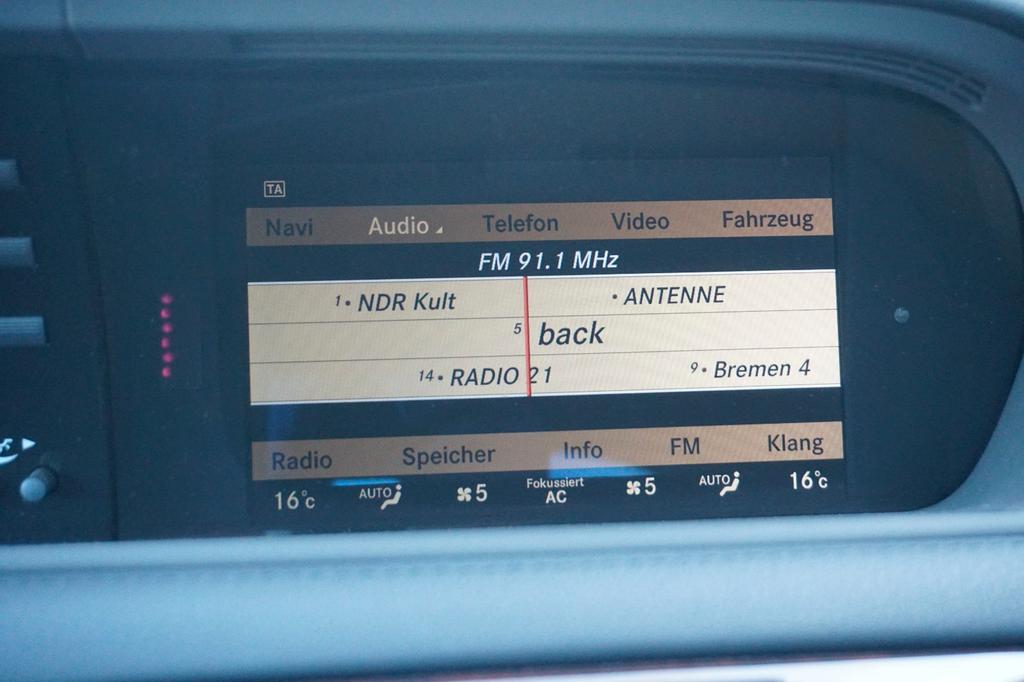 TA
Navi Audio Telefon Video Fahrzeug
FM 91.1 MHz
1 • NDR Kult • ANTENNE
5 back
14 • RADIO 21 9 • Bremen 4
Radio Speicher Info FM Klang
16°C AUTO 5 Fokussiert AC 5 AUTO 16°C